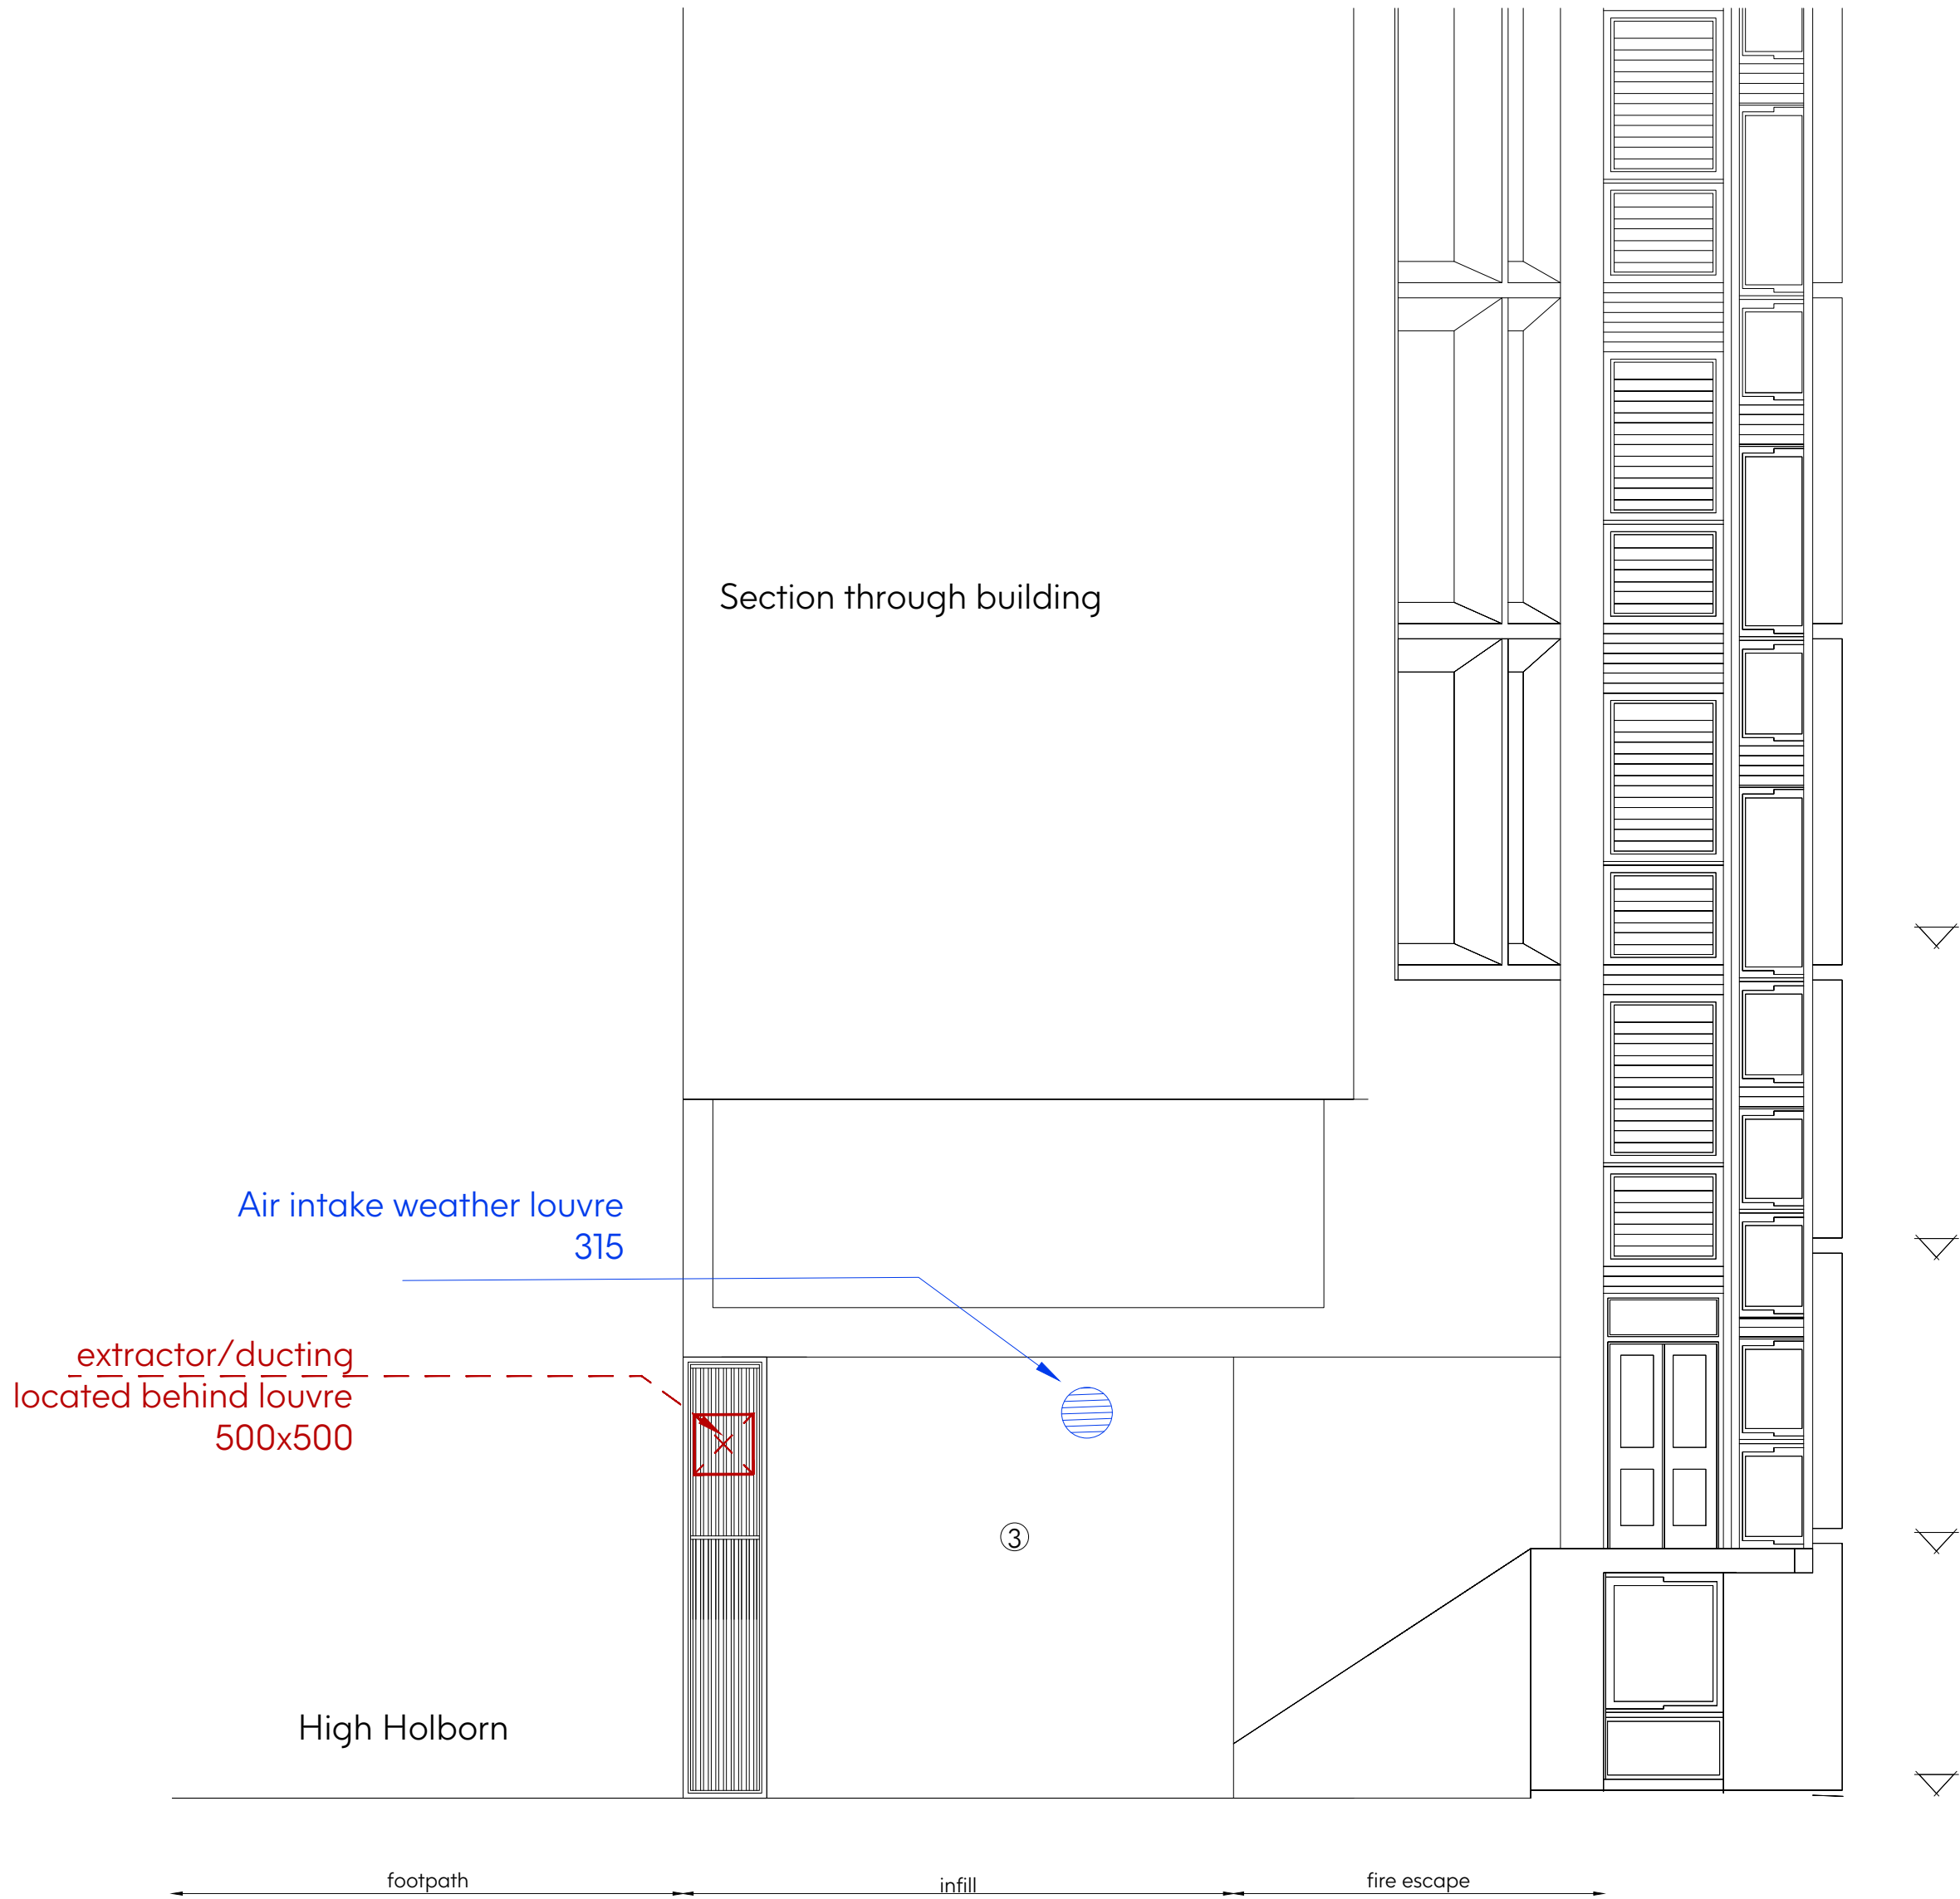 Section through building
Air intake weather louvre
315
extractor/ducting
located behind louvre
500x500
3
High Holborn
footpath
infill
fire escape